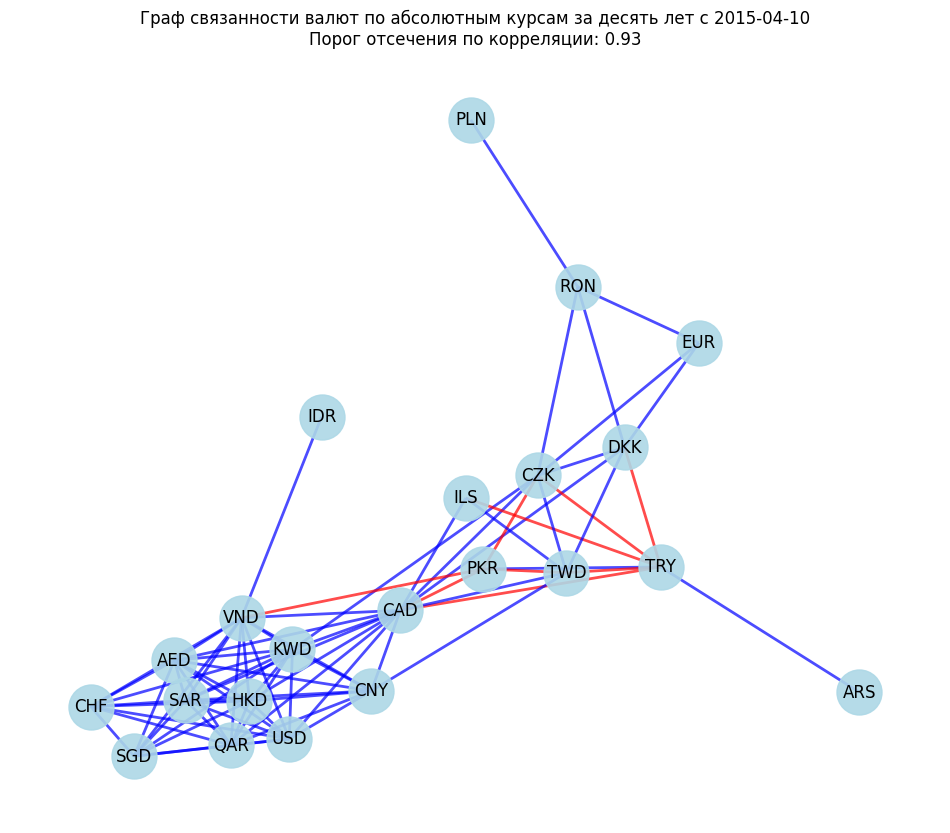 Граф связанности валют по абсолютным курсам за десять лет с 2015-04-10
Порог отсечения по корреляции: 0.93
PLN
RON
EUR
IDR
DKK
CZK
ILS
PKR
TWD
TRY
CAD
VND
KWD
AED
SAR
HKD
CNY
ARS
CHF
QAR
USD
SGD